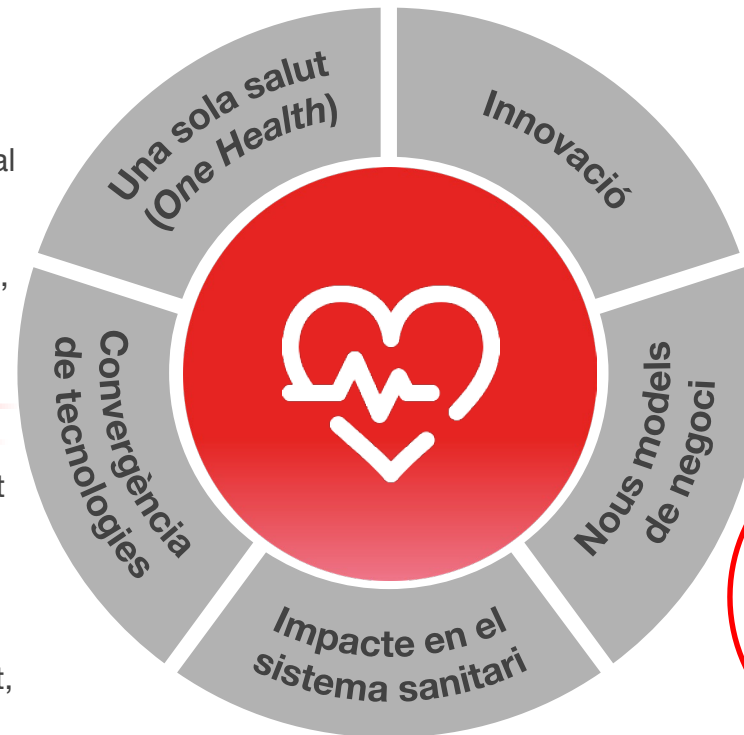 Una sola salut
(One Health)
Innovació
Nous models
de negoci
Impacte en el
sistema sanitari
Convergència
de tecnologies